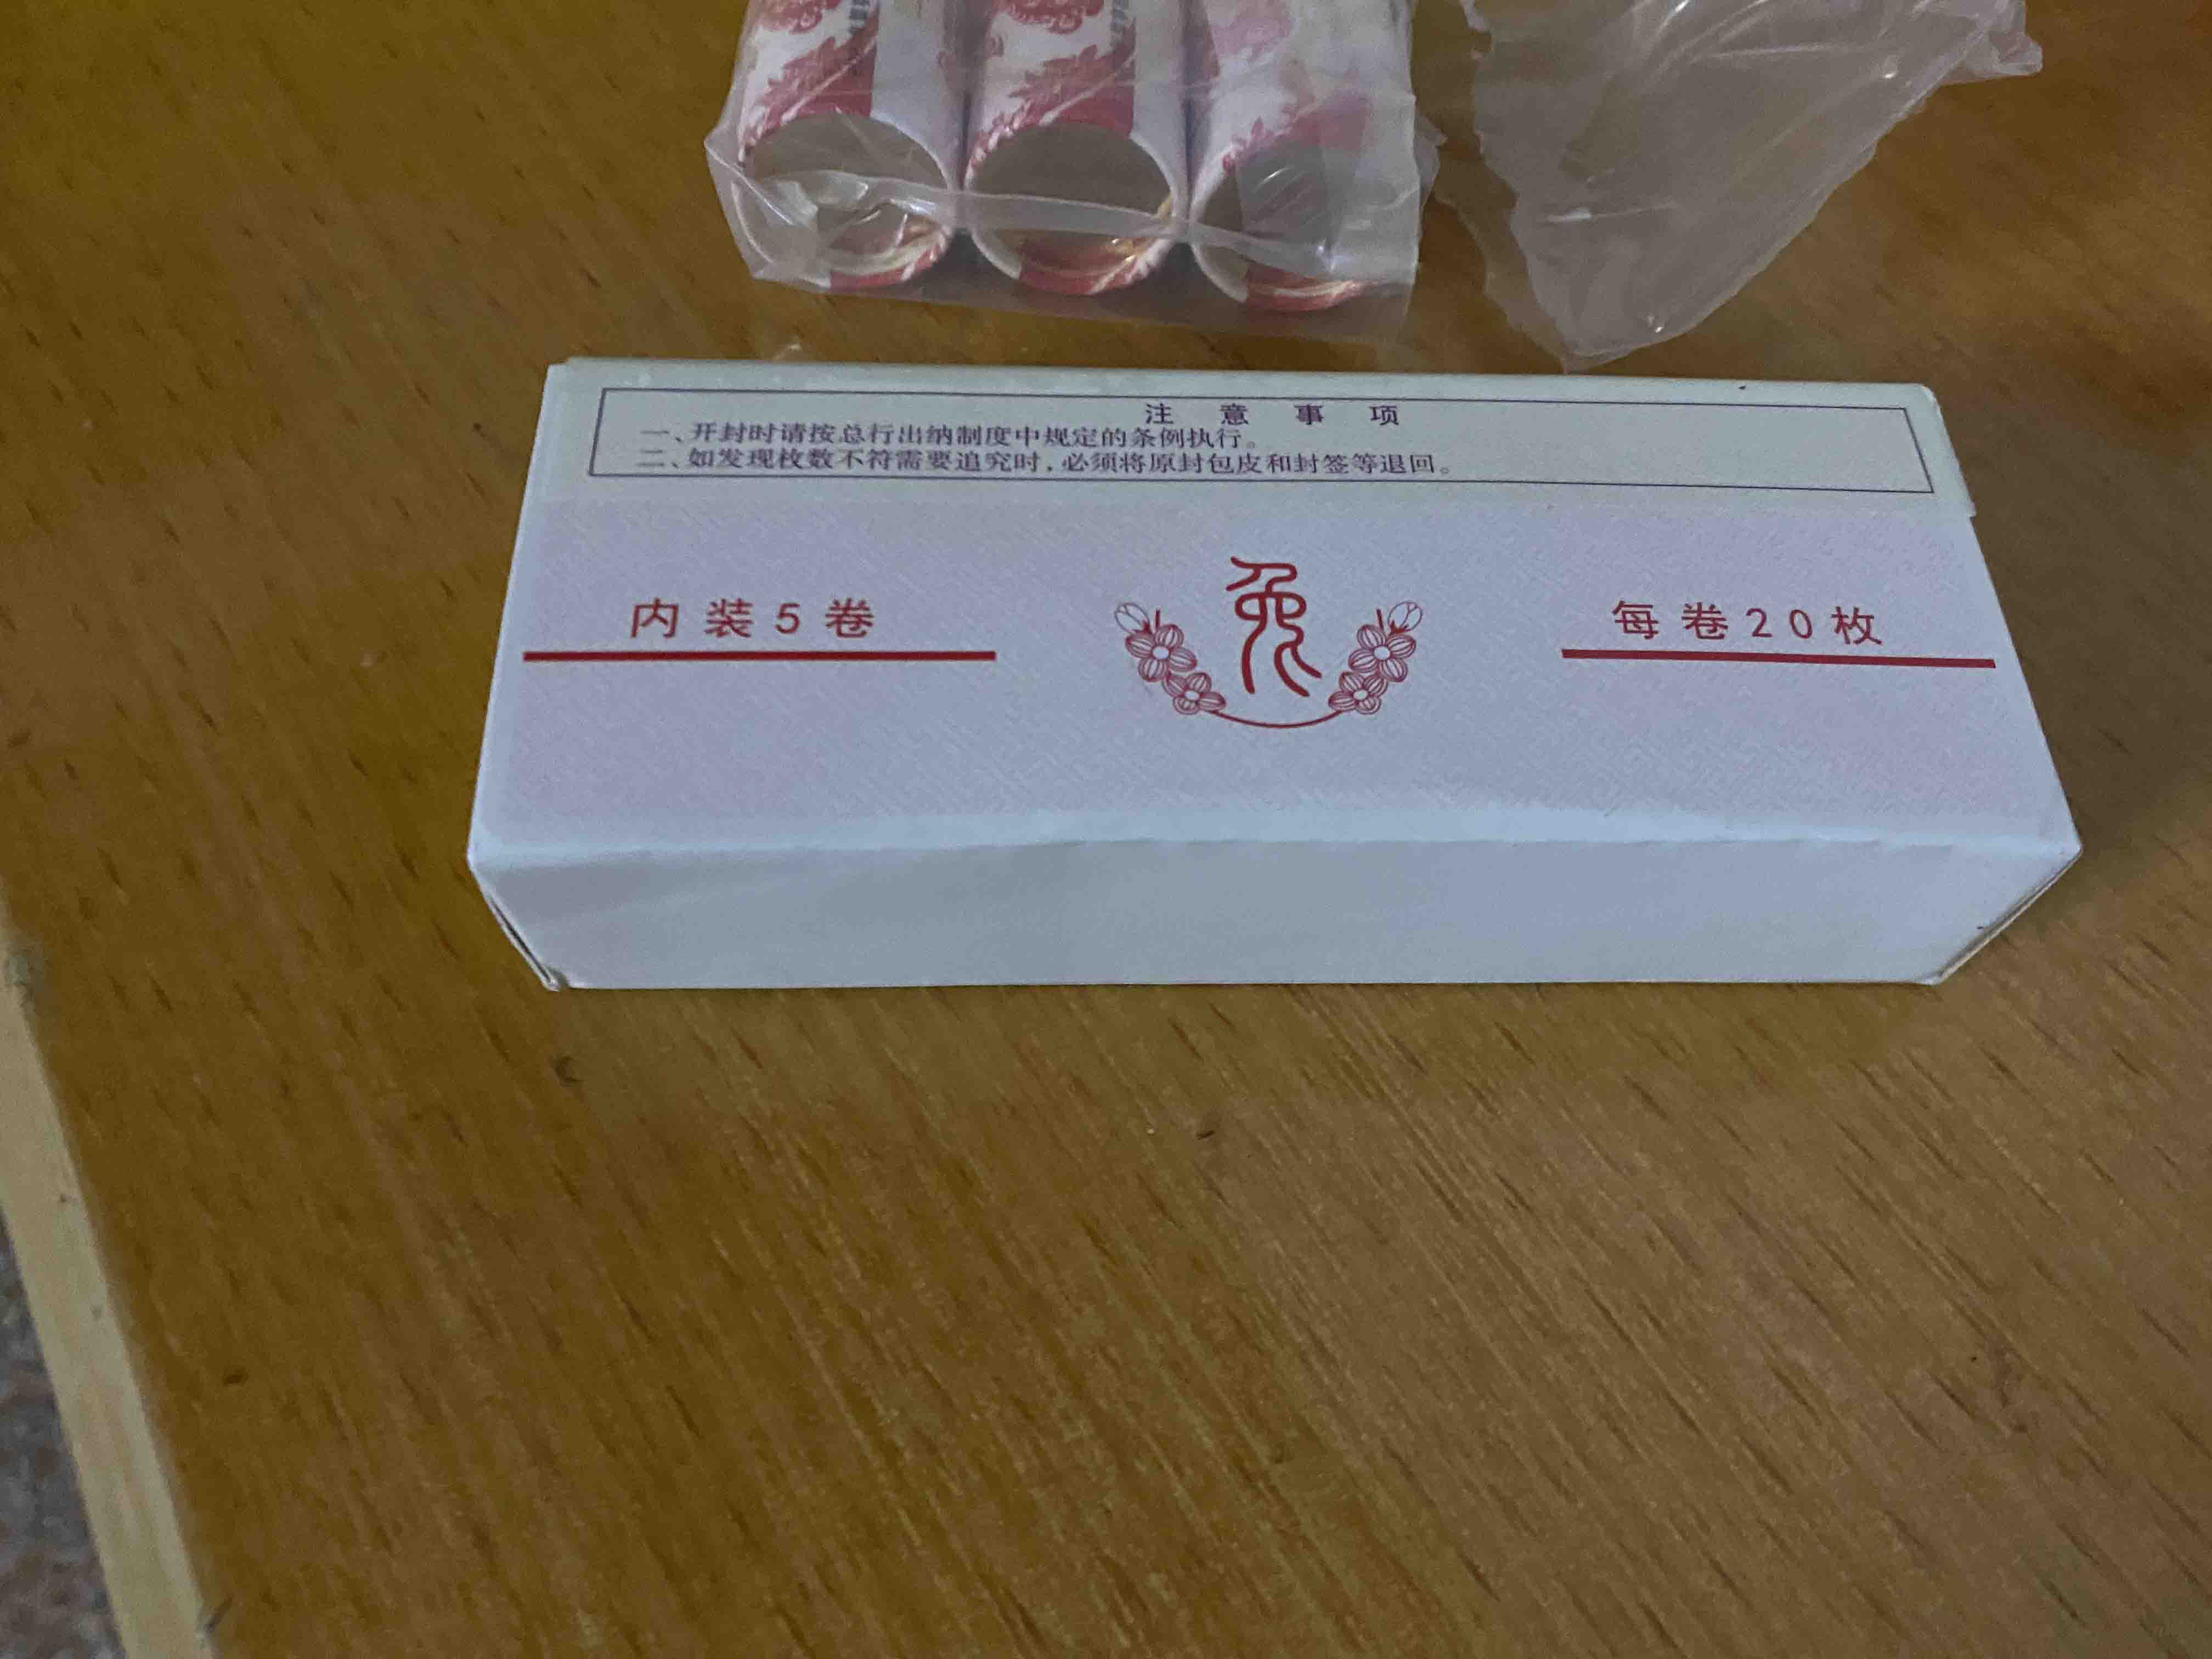 注意事项
一、开封时请按总行出纳制度中规定的条例执行。
二、如发现枚数不符需要追究时，必须将原封包皮和封签等退回。
内装5卷
兔
每卷20枚